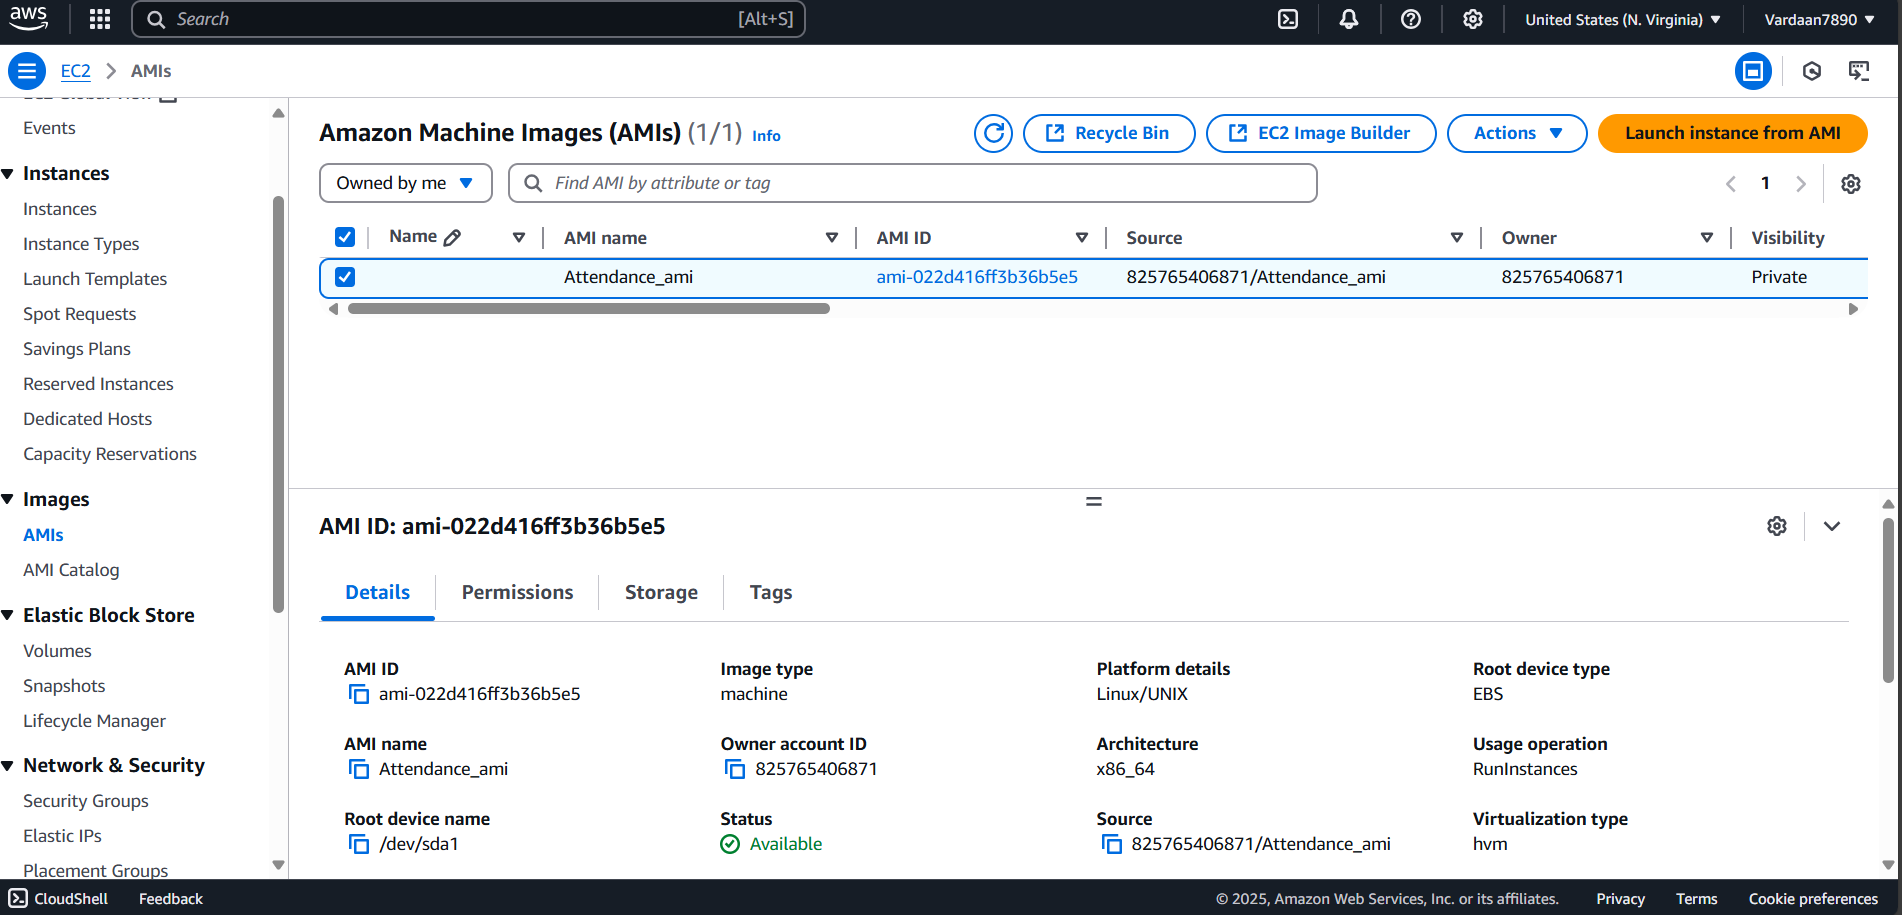 aws Search [Alt+S] United States (N. Virginia) Vardaan7890
EC2 AMIs
Events
Instances
Instances
Instance Types
Launch Templates
Spot Requests
Savings Plans
Reserved Instances
Dedicated Hosts
Capacity Reservations
Images
AMIs
AMI Catalog
Elastic Block Store
Volumes
Snapshots
Lifecycle Manager
Network & Security
Security Groups
Elastic IPs
Placement Groups
Amazon Machine Images (AMIs) (1/1) Info Recycle Bin EC2 Image Builder Actions Launch instance from AMI
Owned by me Find AMI by attribute or tag 1
Name AMI name AMI ID Source Owner Visibility
Attendance_ami ami-022d416ff3b36b5e5 825765406871/Attendance_ami 825765406871 Private
AMI ID: ami-022d416ff3b36b5e5
Details Permissions Storage Tags
AMI ID Image type Platform details Root device type
ami-022d416ff3b36b5e5 machine Linux/UNIX EBS
AMI name Owner account ID Architecture Usage operation
Attendance_ami 825765406871 x86_64 RunInstances
Root device name Status Source Virtualization type
/dev/sda1 Available 825765406871/Attendance_ami hvm
CloudShell Feedback © 2025, Amazon Web Services, Inc. or its affiliates. Privacy Terms Cookie preferences